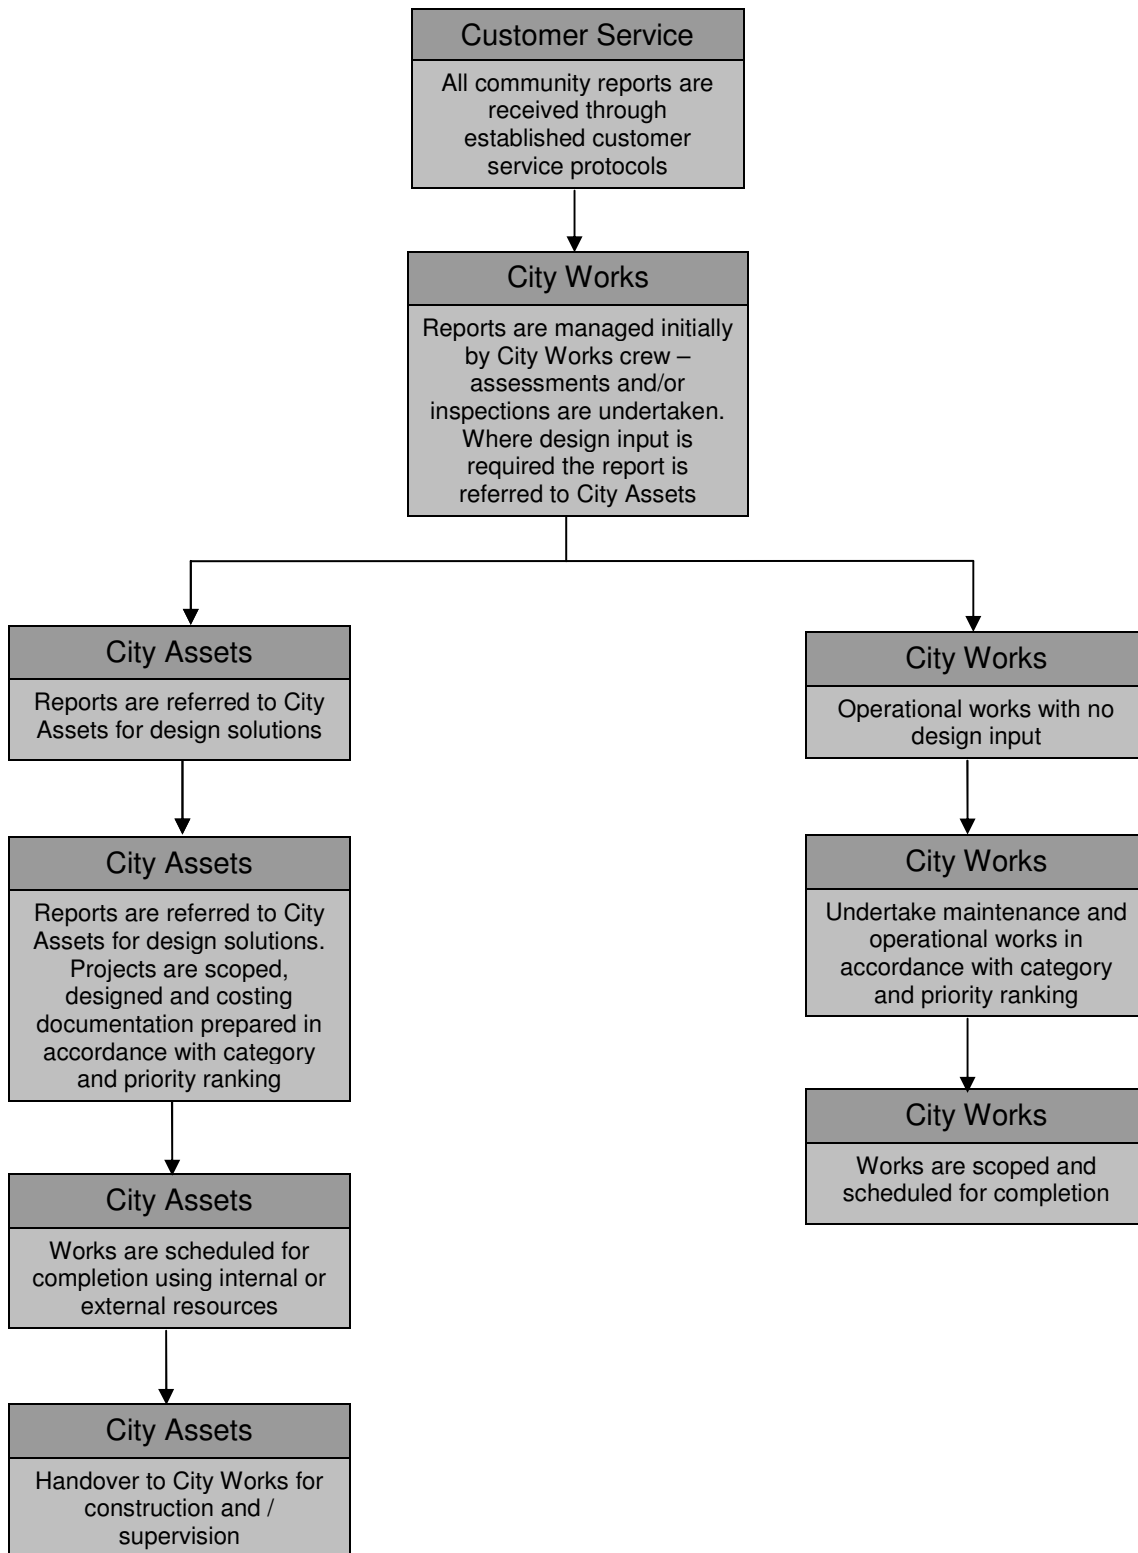 Customer Service
All community reports are
received through
established customer
service protocols
City Works
Reports are managed initially
by City Works crew –
assessments and/or
inspections are undertaken.
Where design input is
required the report is
referred to City Assets
City Assets
Reports are referred to City
Assets for design solutions
City Assets
Reports are referred to City
Assets for design solutions.
Projects are scoped,
designed and costing
documentation prepared in
accordance with category
and priority ranking
City Assets
Works are scheduled for
completion using internal or
external resources
City Assets
Handover to City Works for
construction and /
supervision
City Works
Operational works with no
design input
City Works
Undertake maintenance and
operational works in
accordance with category
and priority ranking
City Works
Works are scoped and
scheduled for completion